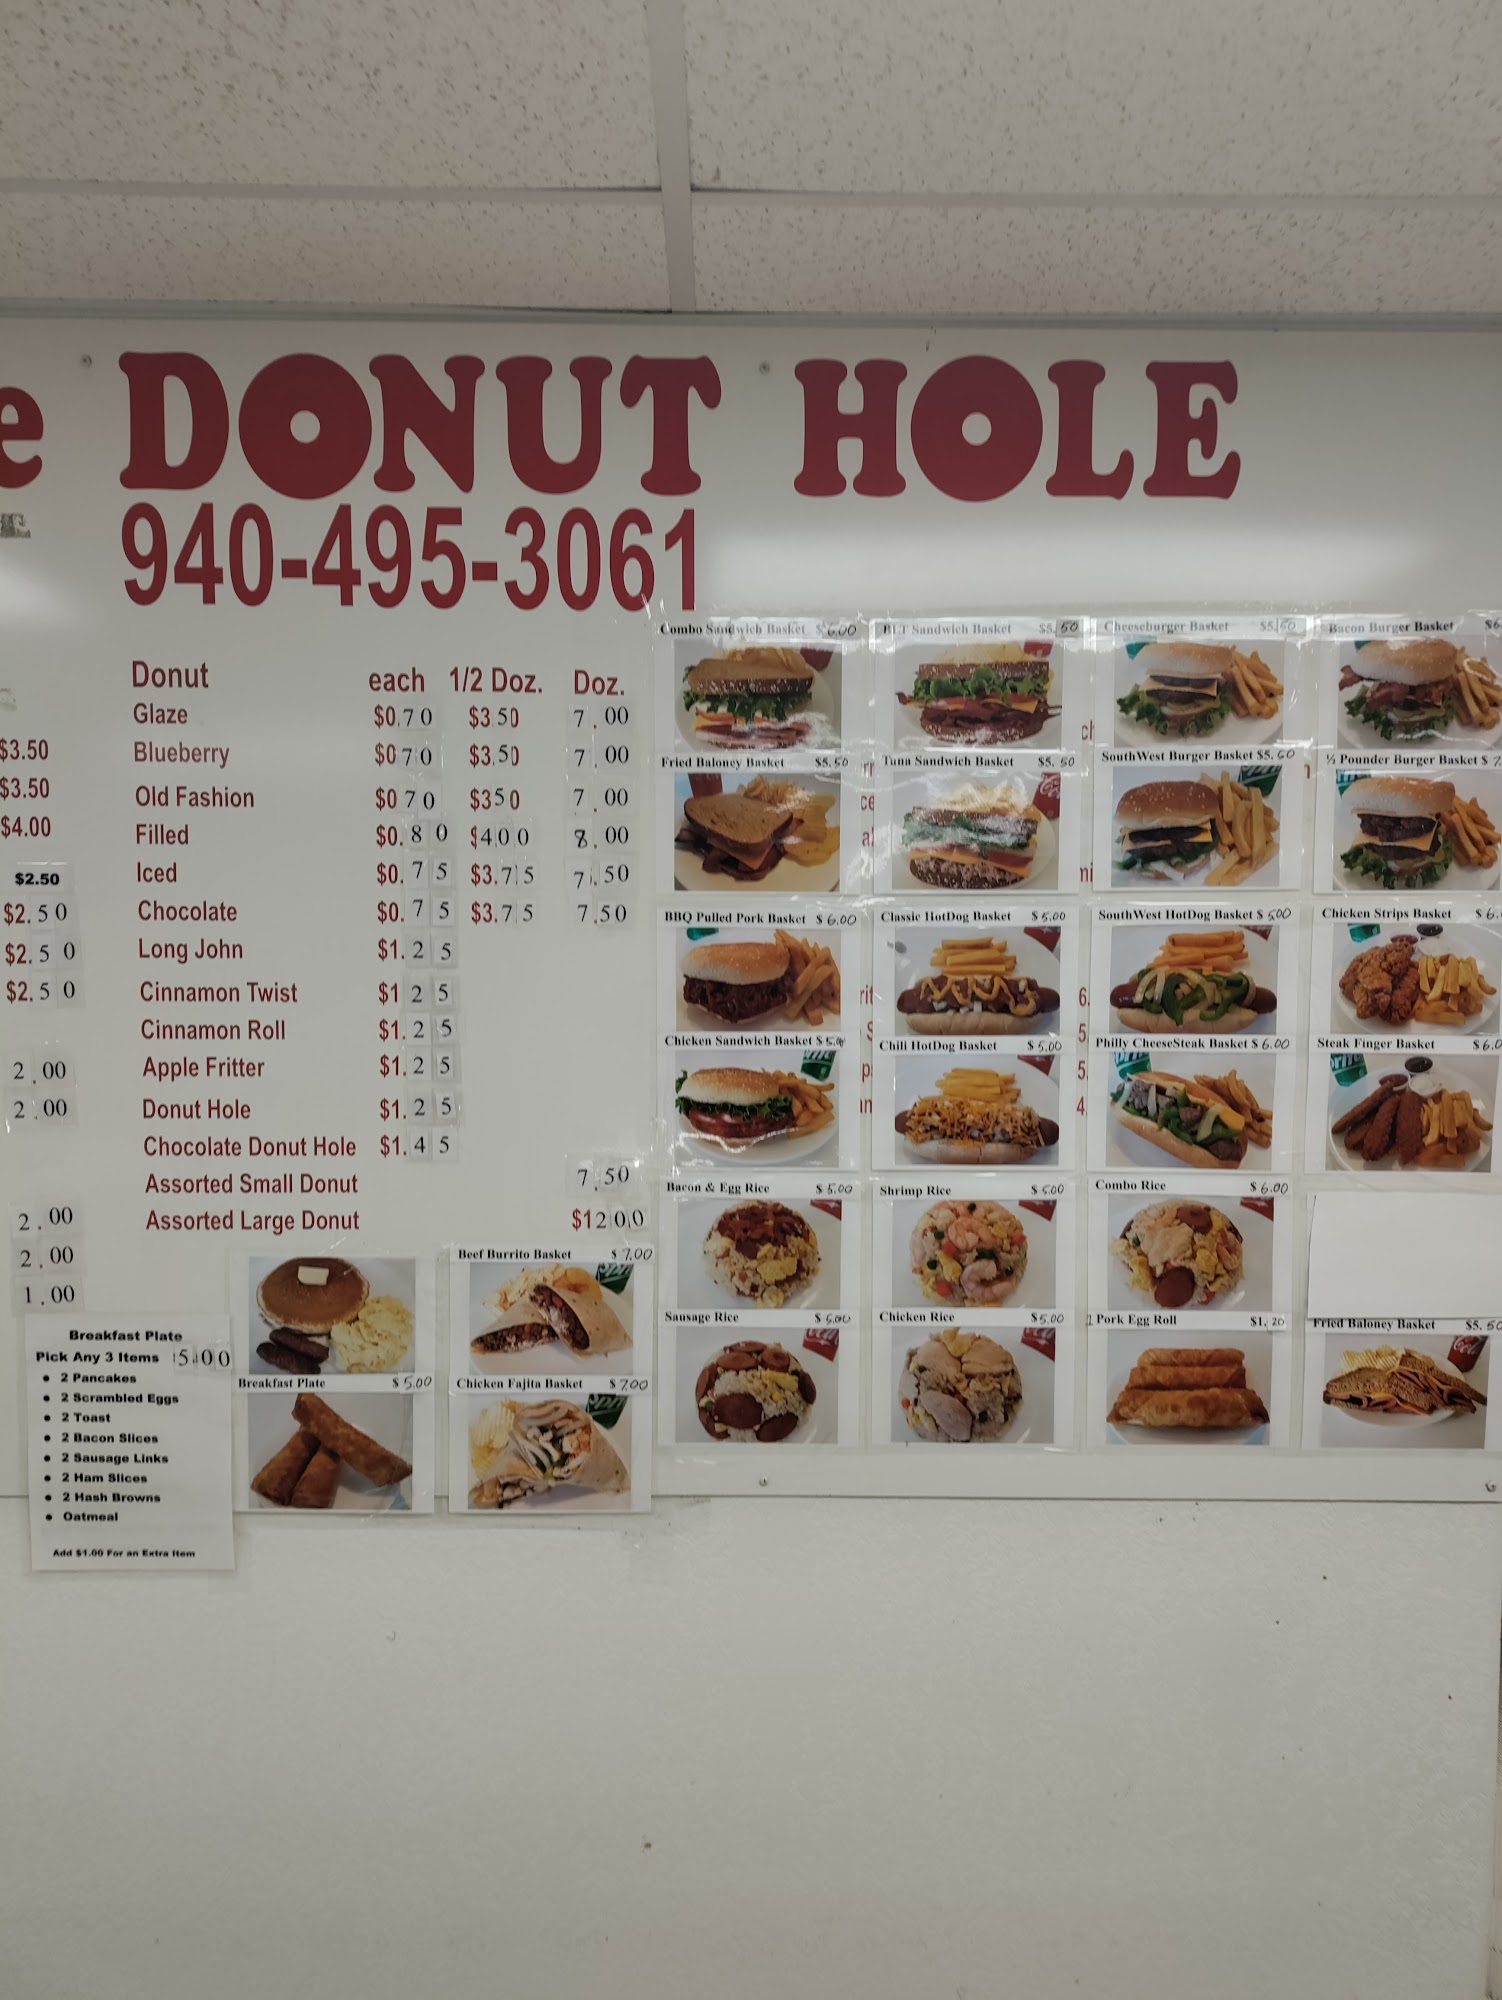 e DONUT HOLE
940-495-3061
$3.50
$3.50
$4.00
$2.50
$2.50
$2.50
$2.50
2.00
2.00
2.00
2.00
1.00
Donut each 1/2 Doz. Doz.
Glaze $0.70 $3.50 7.00
Blueberry $0 70 $3.50 7.00
Old Fashion $0 70 $350 7.00
Filled $0.80 $400 8.00
Iced $0.75 $3.75 7.50
Chocolate $0.75 $3.75 7.50
Long John $1.25
Cinnamon Twist $1 25
Cinnamon Roll $1.25
Apple Fritter $1.25
Donut Hole $1.25
Chocolate Donut Hole $1.45
Assorted Small Donut 7.50
Assorted Large Donut $1200
Breakfast Plate
Pick Any 3 Items 5.00
• 2 Pancakes
• 2 Scrambled Eggs
• 2 Toast
• 2 Bacon Slices
• 2 Sausage Links
• 2 Ham Slices
• 2 Hash Browns
• Oatmeal
Add $1.00 For an Extra Item
Breakfast Plate $5.00
Beef Burrito Basket $7.00
Chicken Fajita Basket $7.00
Combo Sandwich Basket $6.00
BLT Sandwich Basket $5.50
Cheeseburger Basket $5.50
Bacon Burger Basket $6.
Fried Baloney Basket $5.50
Tuna Sandwich Basket $5.50
SouthWest Burger Basket $5.
½ Pounder Burger Basket $7.
BBQ Pulled Pork Basket $6.00
Classic HotDog Basket $5.00
SouthWest HotDog Basket $5.00
Chicken Strips Basket $6.
Chicken Sandwich Basket $5.
Chili HotDog Basket $5.00
Philly CheeseSteak Basket $6.00
Steak Finger Basket $6.0
Bacon & Egg Rice $5.00
Shrimp Rice $5.00
Combo Rice $6.00
Sausage Rice $5.00
Chicken Rice $5.00
1 Pork Egg Roll $1.20
Fried Baloney Basket $5.50